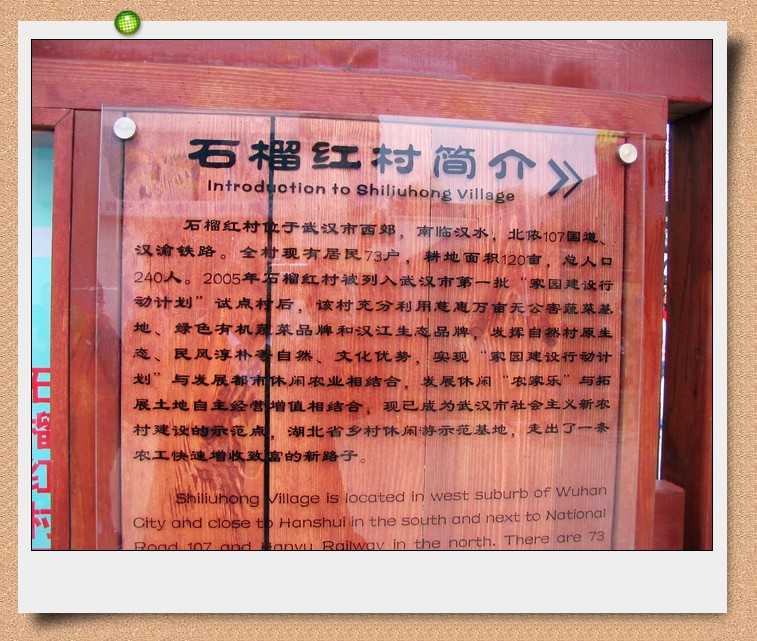 石榴红村简介
Introduction to Shiliuhong Village
石榴红村位于武汉市西郊，南临汉水，北依107国道、
汉渝铁路。全村现有居民73户，耕地面积120亩，总人口
240人。2005年石榴红村被列入武汉市第一批“家园建设行
动计划”试点村后，该村充分利用慈惠万亩无公害蔬菜基
地、绿色有机蔬菜品牌和汉江生态品牌，发挥自然村原生
态、民风淳朴香自然、文化优势，实现“家园建设行动计
划”与发展都市休闲农业相结合，发展休闲“农家乐”与拓
展土地自主经营增值相结合，现已成为武汉市社会主义新农
村建设的示范点，湖北省乡村休闲游示范基地，走出了一条
农工快速增收致富的新路子。
Shiliuhong Village is located in west suburb of Wuhan
City and close to Hanshui in the south and next to National
Road 107 and Hanyu Railway in the north. There are 73
石榴红村